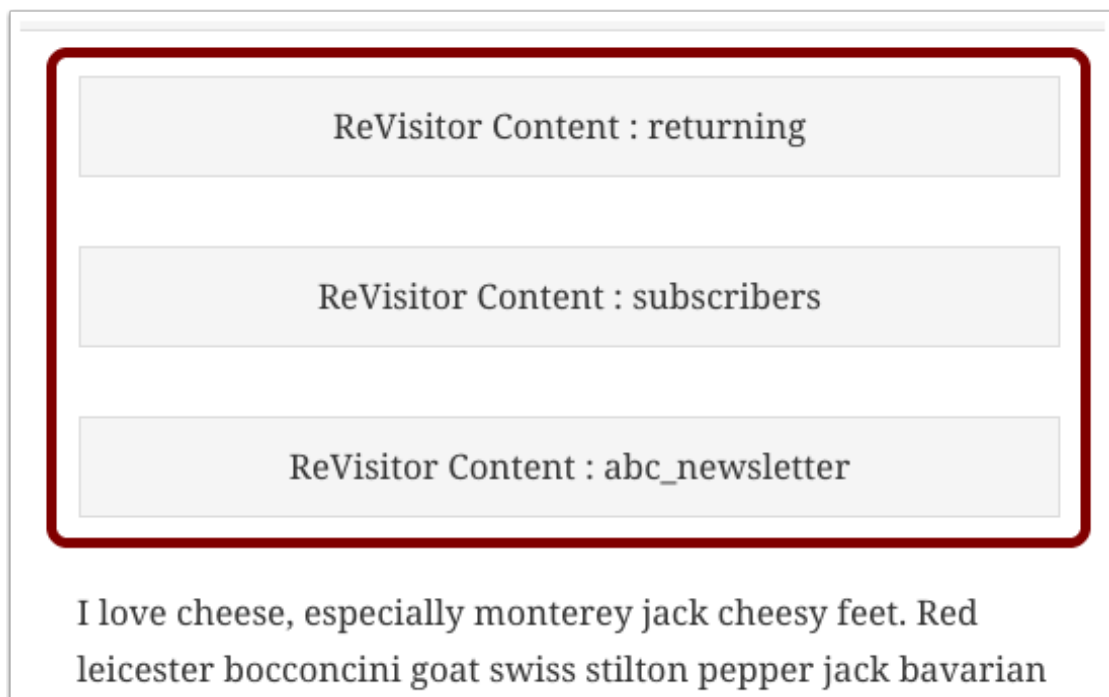 ReVisitor Content : returning
ReVisitor Content : subscribers
ReVisitor Content : abc_newsletter
I love cheese, especially monterey jack cheesy feet. Red
leicester bocconcini goat swiss stilton pepper jack bavarian